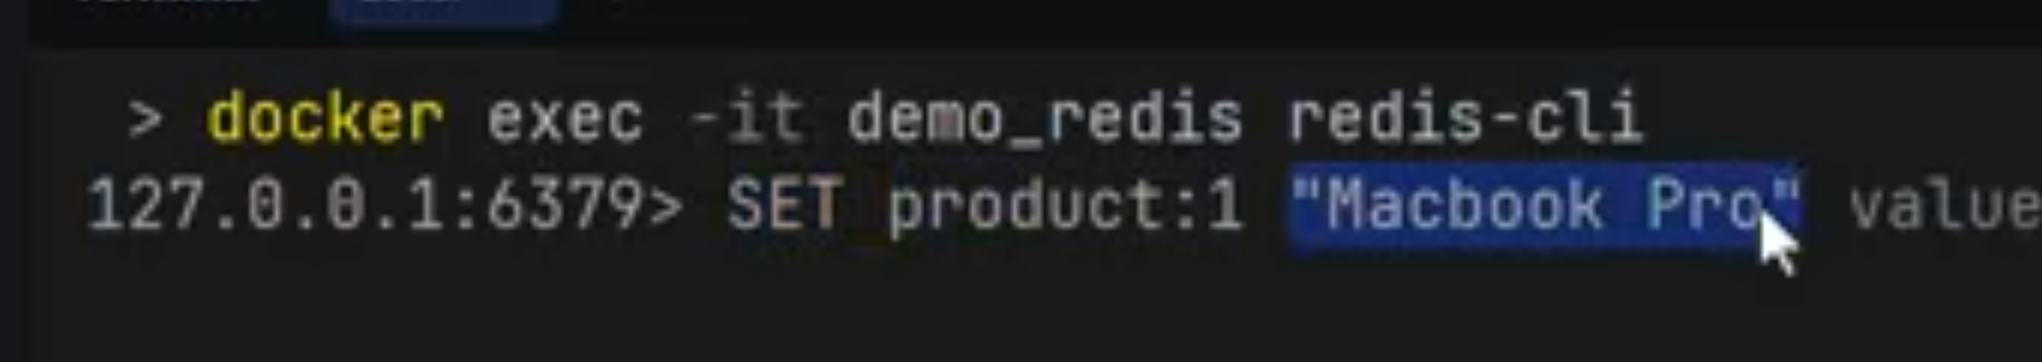 > docker exec -it demo_redis redis-cli
127.0.0.1:6379> SET product:1 "Macbook Pro" value